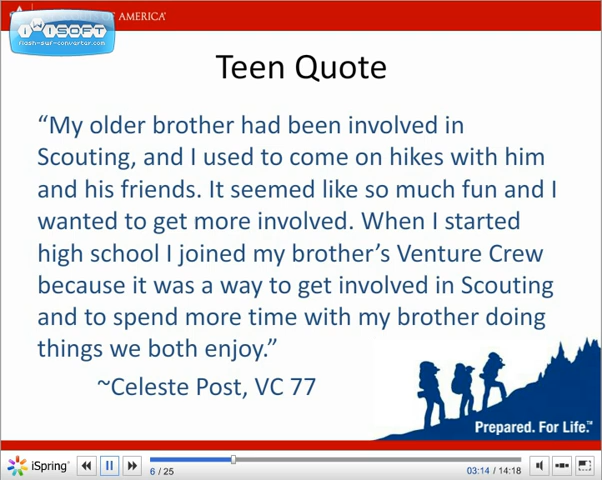 OF AMERICA
iWiSOFT
flash-swf-converter.com
Teen Quote
“My older brother had been involved in
Scouting, and I used to come on hikes with him
and his friends. It seemed like so much fun and I
wanted to get more involved. When I started
high school I joined my brother’s Venture Crew
because it was a way to get involved in Scouting
and to spend more time with my brother doing
things we both enjoy.”
~Celeste Post, VC 77
Prepared. For Life.™
iSpring
6 / 25
03:14 / 14:18